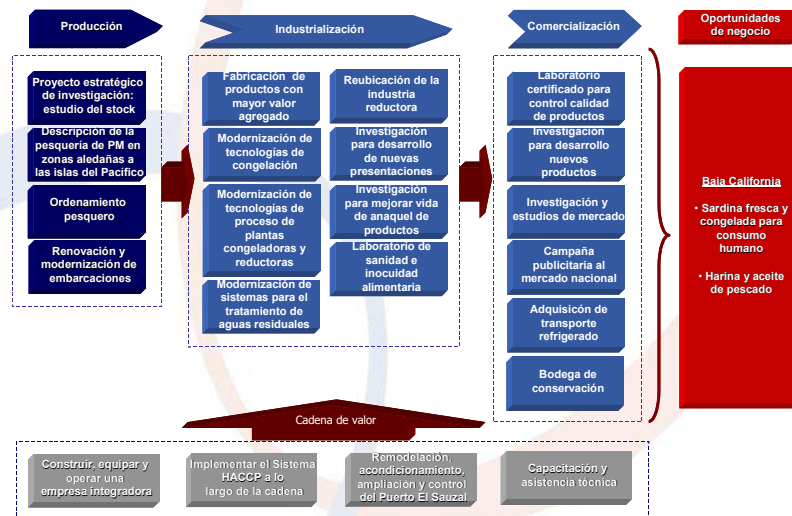 Producción
Industrialización
Comercialización
Oportunidades
de negocio
Proyecto estratégico
de investigación:
estudio del stock
Descripción de la
pesquería de PM en
zonas aledañas a
las islas del Pacífico
Ordenamiento
pesquero
Renovación y
modernización de
embarcaciones
Fabricación de
productos con
mayor valor
agregado
Modernización de
tecnologías de
congelación
Modernización de
tecnologías de
proceso de
plantas
congeladoras y
reductoras
Modernización de
sistemas para el
tratamiento de
aguas residuales
Reubicación de la
industria
reductora
Investigación
para desarrollo
de nuevas
presentaciones
Investigación
para mejorar vida
de anaquel de
productos
Laboratorio de
sanidad e
inocuidad
alimentaria
Laboratorio
certificado para
control calidad
de productos
Investigación
para desarrollo
nuevos
productos
Investigación y
estudios de mercado
Campaña
publicitaria al
mercado nacional
Adquisicón de
transporte
refrigerado
Bodega de
conservación
Baja California
• Sardina fresca y
congelada para
consumo
humano
• Harina y aceite
de pescado
Cadena de valor
Construir, equipar y
operar una
empresa integradora
Implementar el Sistema
HACCP a lo
largo de la cadena
Remodelación,
acondicionamiento,
ampliación y control
del Puerto El Sauzal
Capacitación y
asistencia técnica